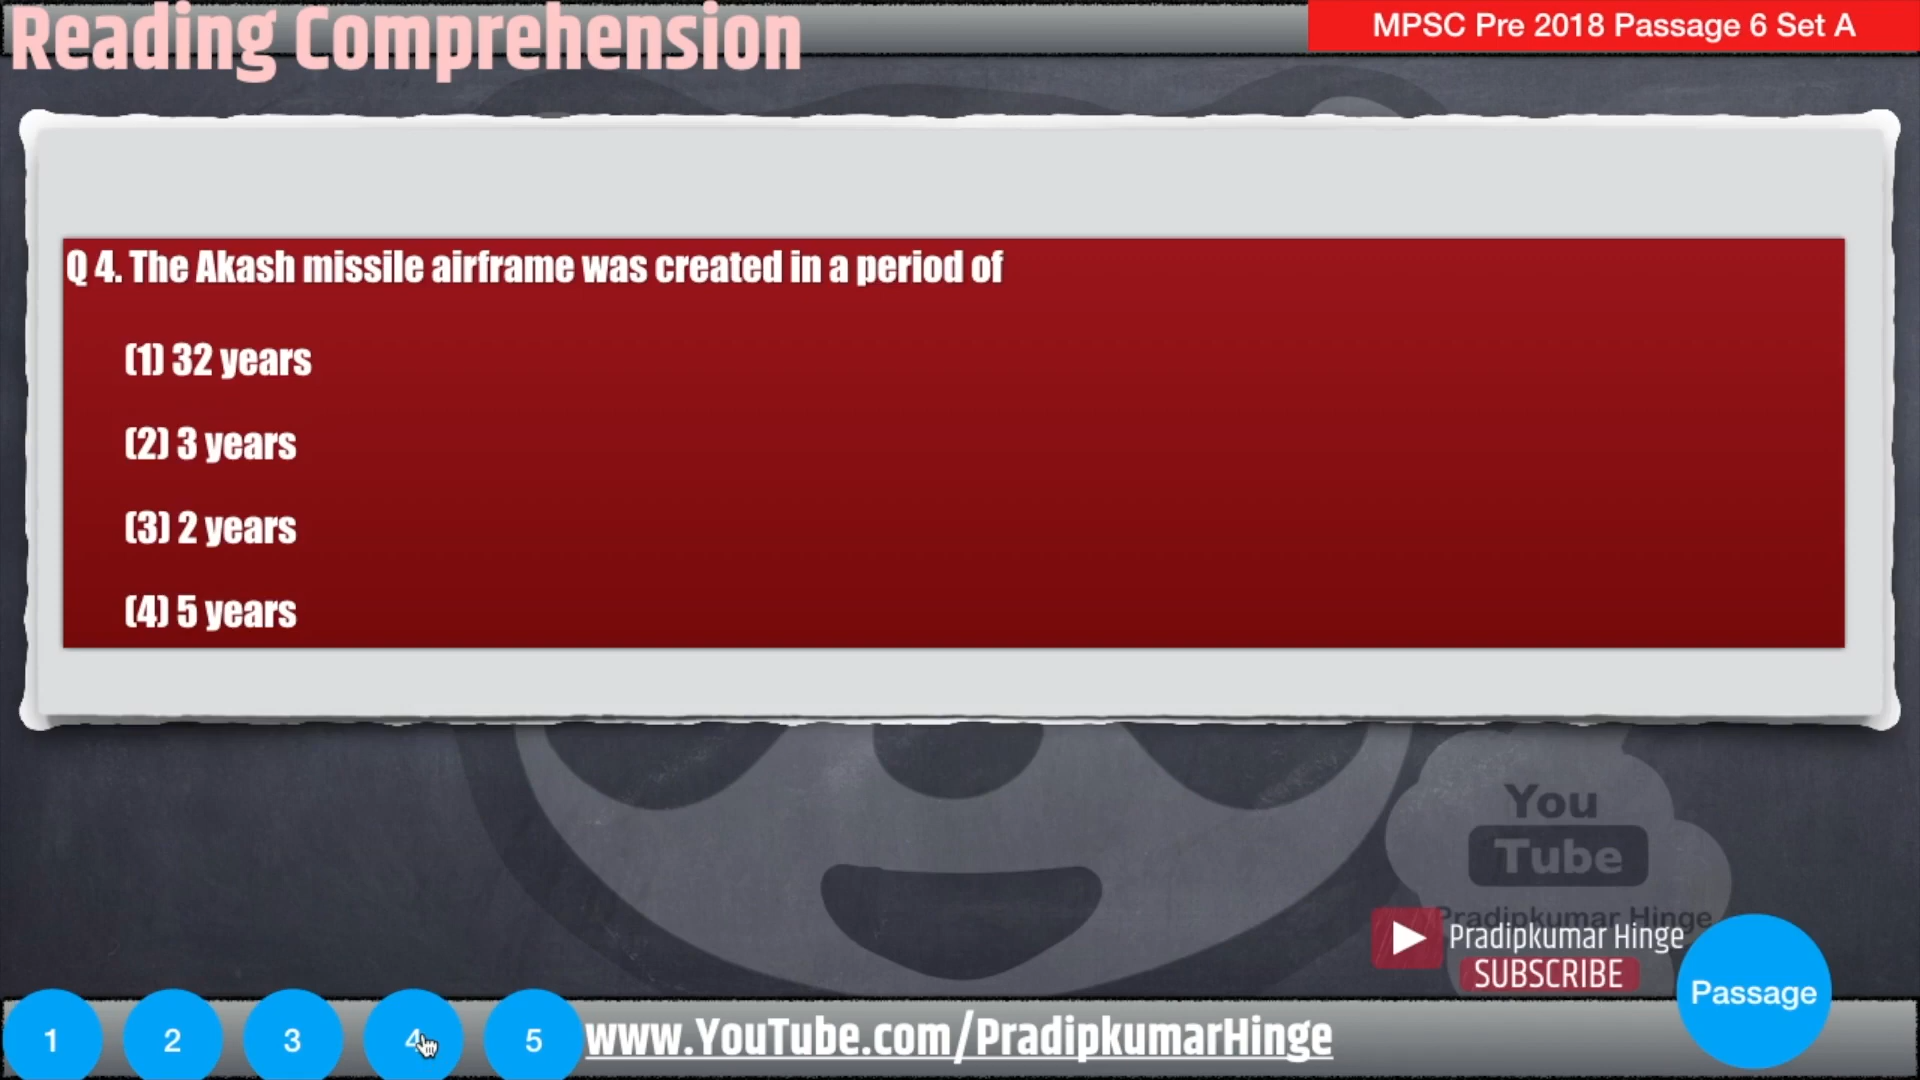 Reading Comprehension
MPSC Pre 2018 Passage 6 Set A
Q 4. The Akash missile airframe was created in a period of
(1) 32 years
(2) 3 years
(3) 2 years
(4) 5 years
You
Tube
Pradipkumar Hinge
Pradipkumar Hinge
SUBSCRIBE
Passage
1 2 3 4 5 www.YouTube.com/PradipkumarHinge